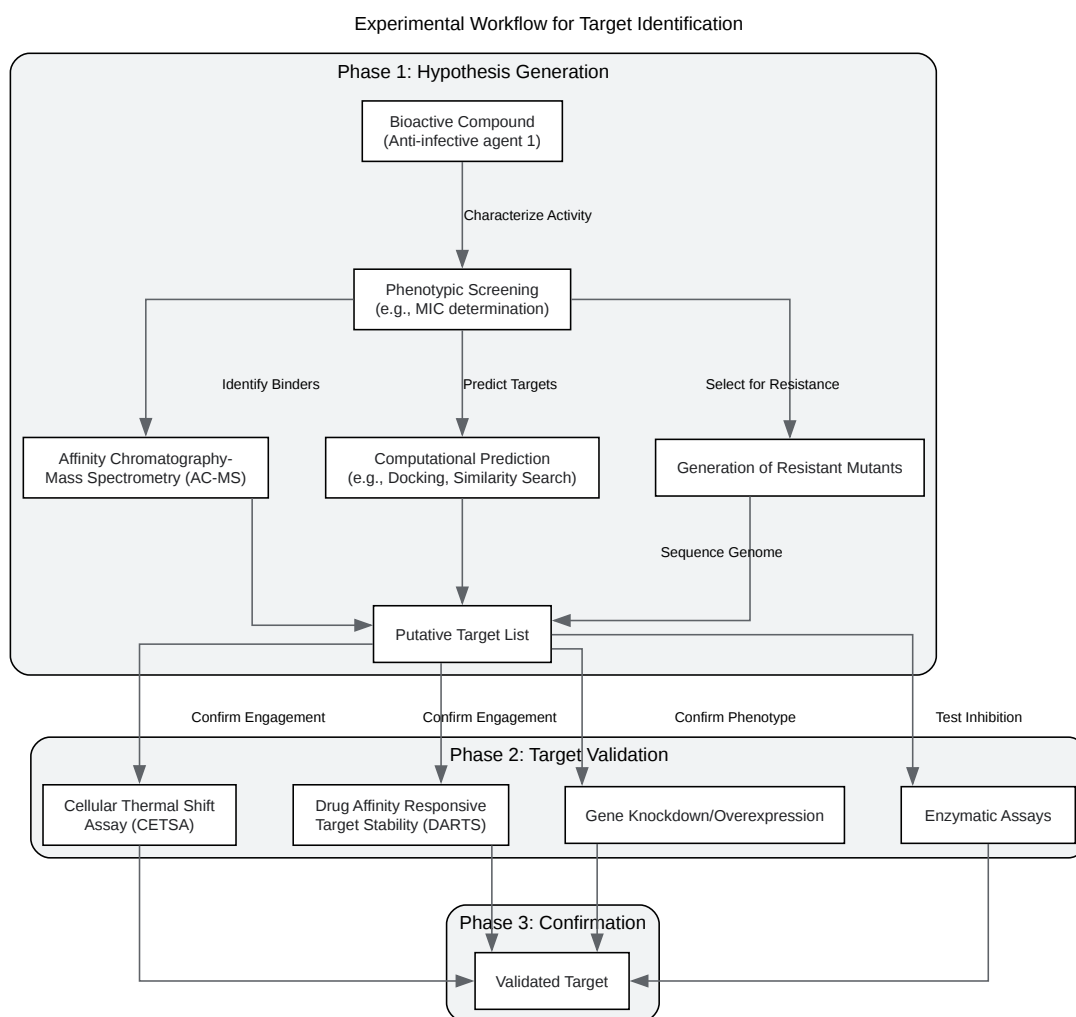 Experimental Workflow for Target Identification
Phase 1: Hypothesis Generation
Bioactive Compound
(Anti-infective agent 1)
Characterize Activity
Phenotypic Screening
(e.g., MIC determination)
Identify Binders
Predict Targets
Select for Resistance
Affinity Chromatography-
Mass Spectrometry (AC-MS)
Computational Prediction
(e.g., Docking, Similarity Search)
Generation of Resistant Mutants
Sequence Genome
Putative Target List
Confirm Engagement
Confirm Engagement
Confirm Phenotype
Test Inhibition
Phase 2: Target Validation
Cellular Thermal Shift
Assay (CETSA)
Drug Affinity Responsive
Target Stability (DARTS)
Gene Knockdown/Overexpression
Enzymatic Assays
Phase 3: Confirmation
Validated Target